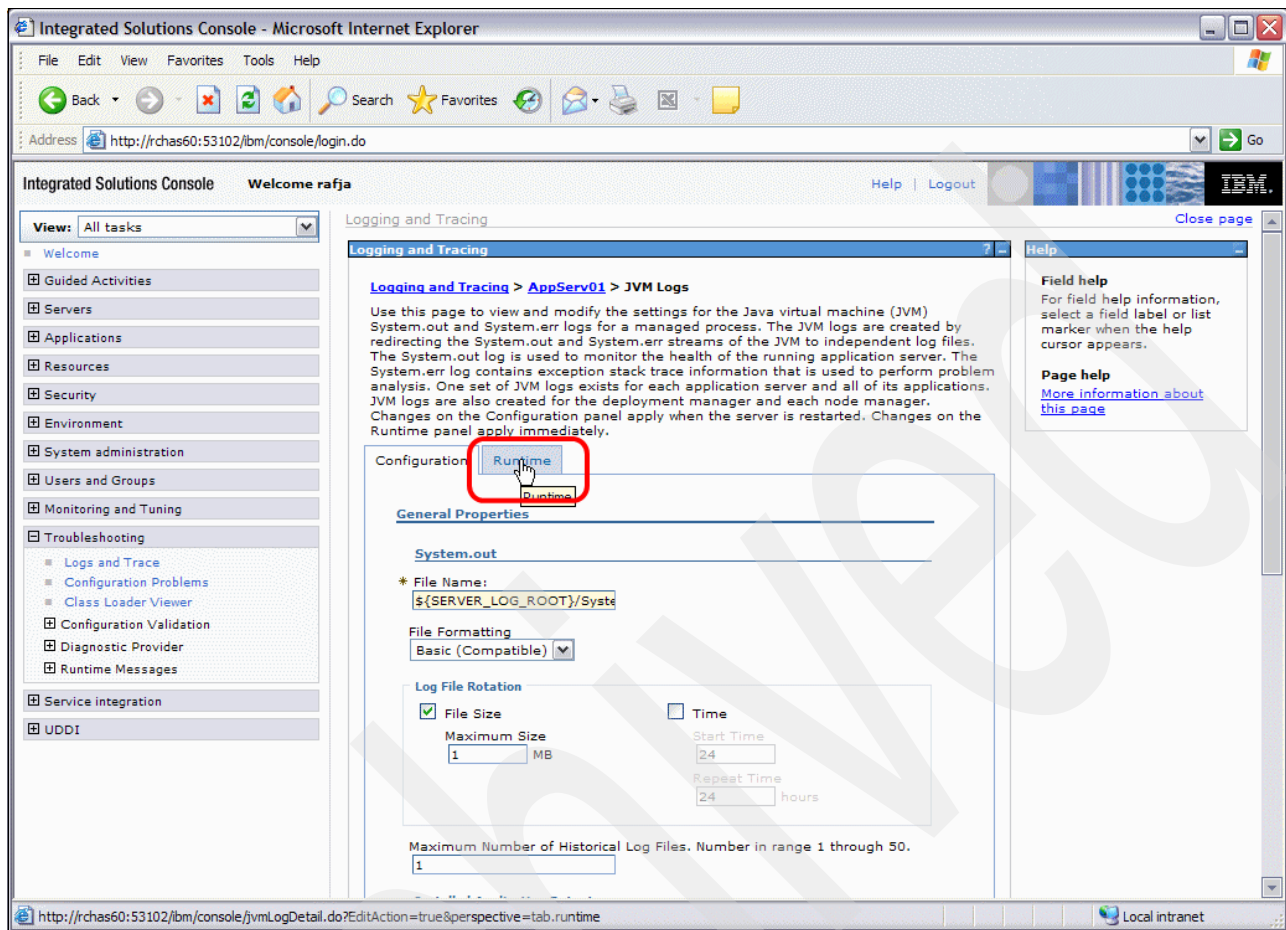 Integrated Solutions Console - Microsoft Internet Explorer
File Edit View Favorites Tools Help
Back Search Favorites
Address http://rchas60:53102/ibm/console/login.do Go
Integrated Solutions Console Welcome rafja Help | Logout IBM.
View: All tasks
Welcome
Guided Activities
Servers
Applications
Resources
Security
Environment
System administration
Users and Groups
Monitoring and Tuning
Troubleshooting
Logs and Trace
Configuration Problems
Class Loader Viewer
Configuration Validation
Diagnostic Provider
Runtime Messages
Service integration
UDDI
Logging and Tracing Close page
Logging and Tracing ? -
Logging and Tracing > AppServ01 > JVM Logs
Use this page to view and modify the settings for the Java virtual machine (JVM)
System.out and System.err logs for a managed process. The JVM logs are created by
redirecting the System.out and System.err streams of the JVM to independent log files.
The System.out log is used to monitor the health of the running application server. The
System.err log contains exception stack trace information that is used to perform problem
analysis. One set of JVM logs exists for each application server and all of its applications.
JVM logs are also created for the deployment manager and each node manager.
Changes on the Configuration panel apply when the server is restarted. Changes on the
Runtime panel apply immediately.
Configuration Runtime
Runtime
General Properties
System.out
* File Name:
${SERVER_LOG_ROOT}/Syste
File Formatting
Basic (Compatible)
Log File Rotation
File Size Time
Maximum Size Start Time
1 MB 24
Repeat Time
24 hours
Maximum Number of Historical Log Files. Number in range 1 through 50.
1
Help
Field help
For field help information,
select a field label or list
marker when the help
cursor appears.
Page help
More information about
this page
http://rchas60:53102/ibm/console/jvmLogDetail.do?EditAction=true&perspective=tab.runtime Local intranet